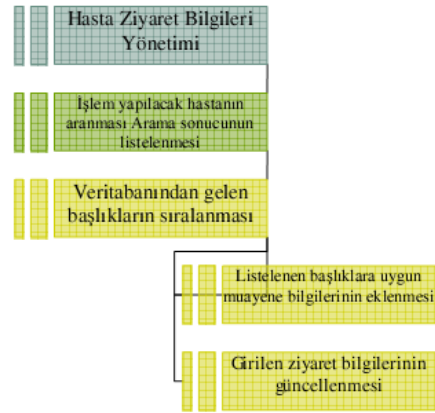 Hasta Ziyaret Bilgileri
Yönetimi
İşlem yapılacak hastanın
aranması Arama sonucunun
listelenmesi
Veritabanından gelen
başlıkların sıralanması
Listelenen başlıklara uygun
muayene bilgilerinin eklenmesi
Girilen ziyaret bilgilerinin
güncellenmesi